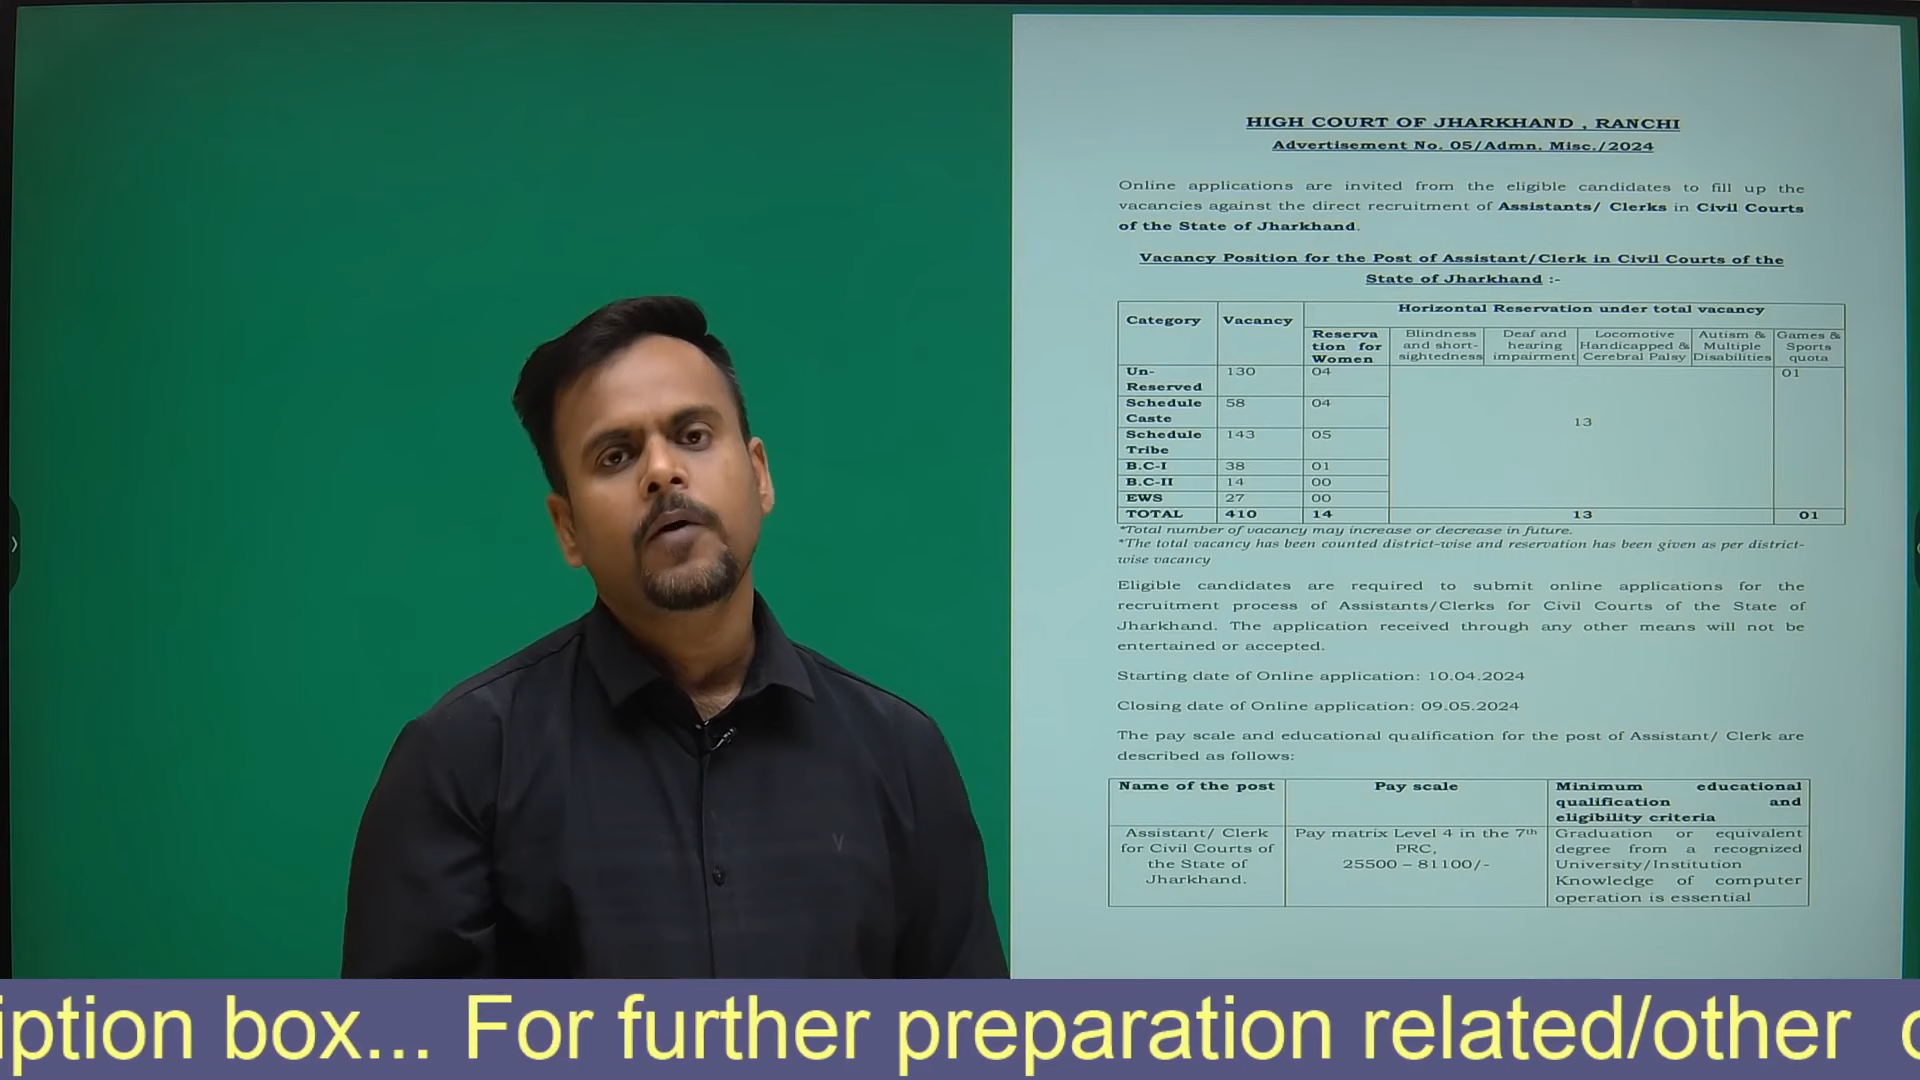 HIGH COURT OF JHARKHAND , RANCHI
Advertisement No. 05/Admn. Misc./2024
Online applications are invited from the eligible candidates to fill up the
vacancies against the direct recruitment of Assistants/ Clerks in Civil Courts
of the State of Jharkhand.
Vacancy Position for the Post of Assistant/Clerk in Civil Courts of the
State of Jharkhand :-
Category Vacancy Horizontal Reservation under total vacancy
Reserva
tion for
Women
Blindness
and short-
sightedness
Deaf and
hearing
impairment
Locomotive
Handicapped &
Cerebral Palsy
Autism &
Multiple
Disabilities
Games &
Sports
quota
Un-
Reserved 130 04 01
Schedule
Caste 58 04 13
Schedule
Tribe 143 05
B.C-I 38 01
B.C-II 14 00
EWS 27 00
TOTAL 410 14 13 01
*Total number of vacancy may increase or decrease in future.
*The total vacancy has been counted district-wise and reservation has been given as per district-
wise vacancy
Eligible candidates are required to submit online applications for the
recruitment process of Assistants/Clerks for Civil Courts of the State of
Jharkhand. The application received through any other means will not be
entertained or accepted.
Starting date of Online application: 10.04.2024
Closing date of Online application: 09.05.2024
The pay scale and educational qualification for the post of Assistant/ Clerk are
described as follows:
Name of the post
Pay scale
Minimum educational
qualification and
eligibility criteria
Assistant/ Clerk
for Civil Courts of
the State of
Jharkhand.
Pay matrix Level 4 in the 7th
PRC,
25500 – 81100/-
Graduation or equivalent
degree from a recognized
University/Institution
Knowledge of computer
operation is essential
V
iption box... For further preparation related/other